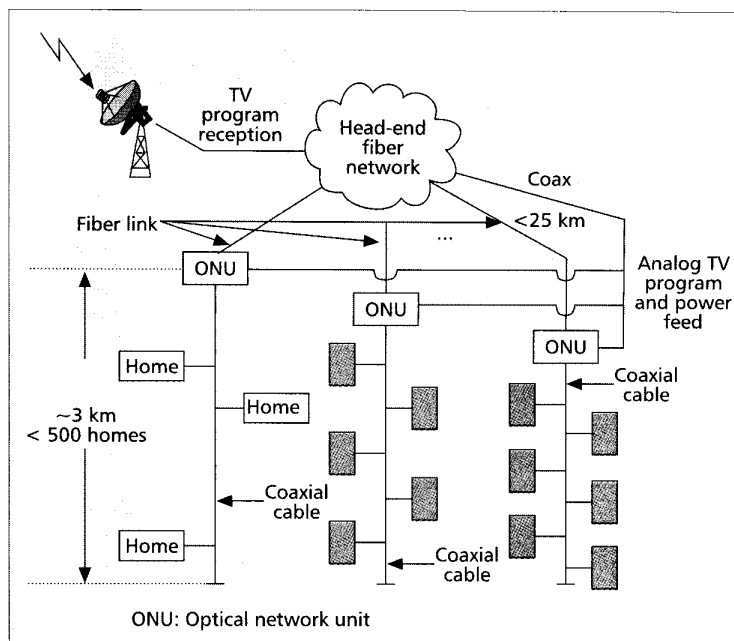 TV
program
reception
Head-end
fiber
network
Coax
Fiber link
<25 km
...
ONU
Analog TV
program
and power
feed
ONU
ONU
Home
Coaxial
cable
Home
~3 km
< 500 homes
Coaxial
cable
Home
Coaxial
cable
ONU: Optical network unit